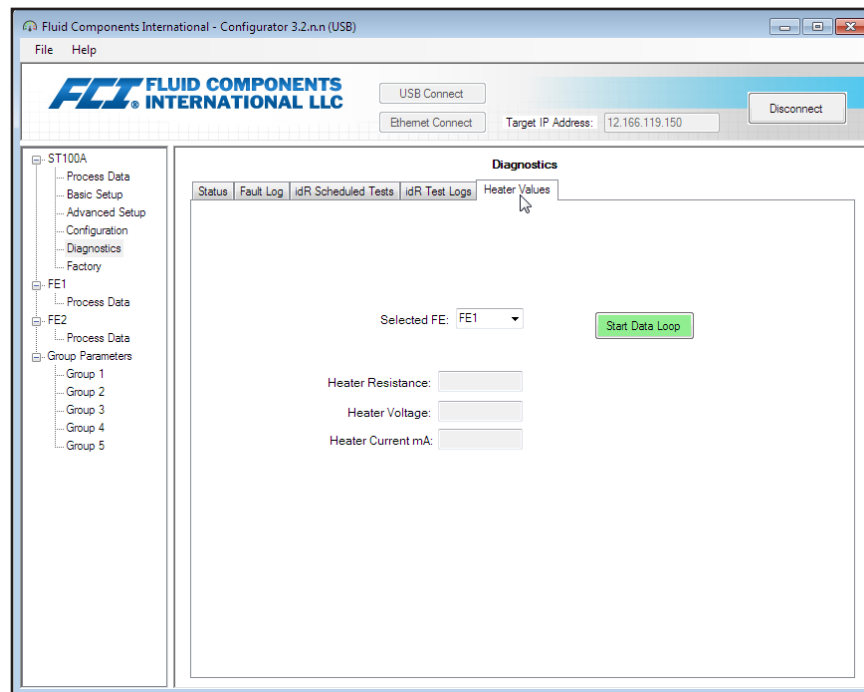 Fluid Components International - Configurator 3.2.n.n (USB)
File Help
FCI® FLUID COMPONENTS
INTERNATIONAL LLC
USB Connect
Ethernet Connect
Target IP Address: 12.166.119.150
Disconnect
ST100A
Process Data
Basic Setup
Advanced Setup
Configuration
Diagnostics
Factory
FE1
Process Data
FE2
Process Data
Group Parameters
Group 1
Group 2
Group 3
Group 4
Group 5
Diagnostics
Status Fault Log idR Scheduled Tests idR Test Logs Heater Values
Selected FE: FE1
Start Data Loop
Heater Resistance:
Heater Voltage:
Heater Current mA: